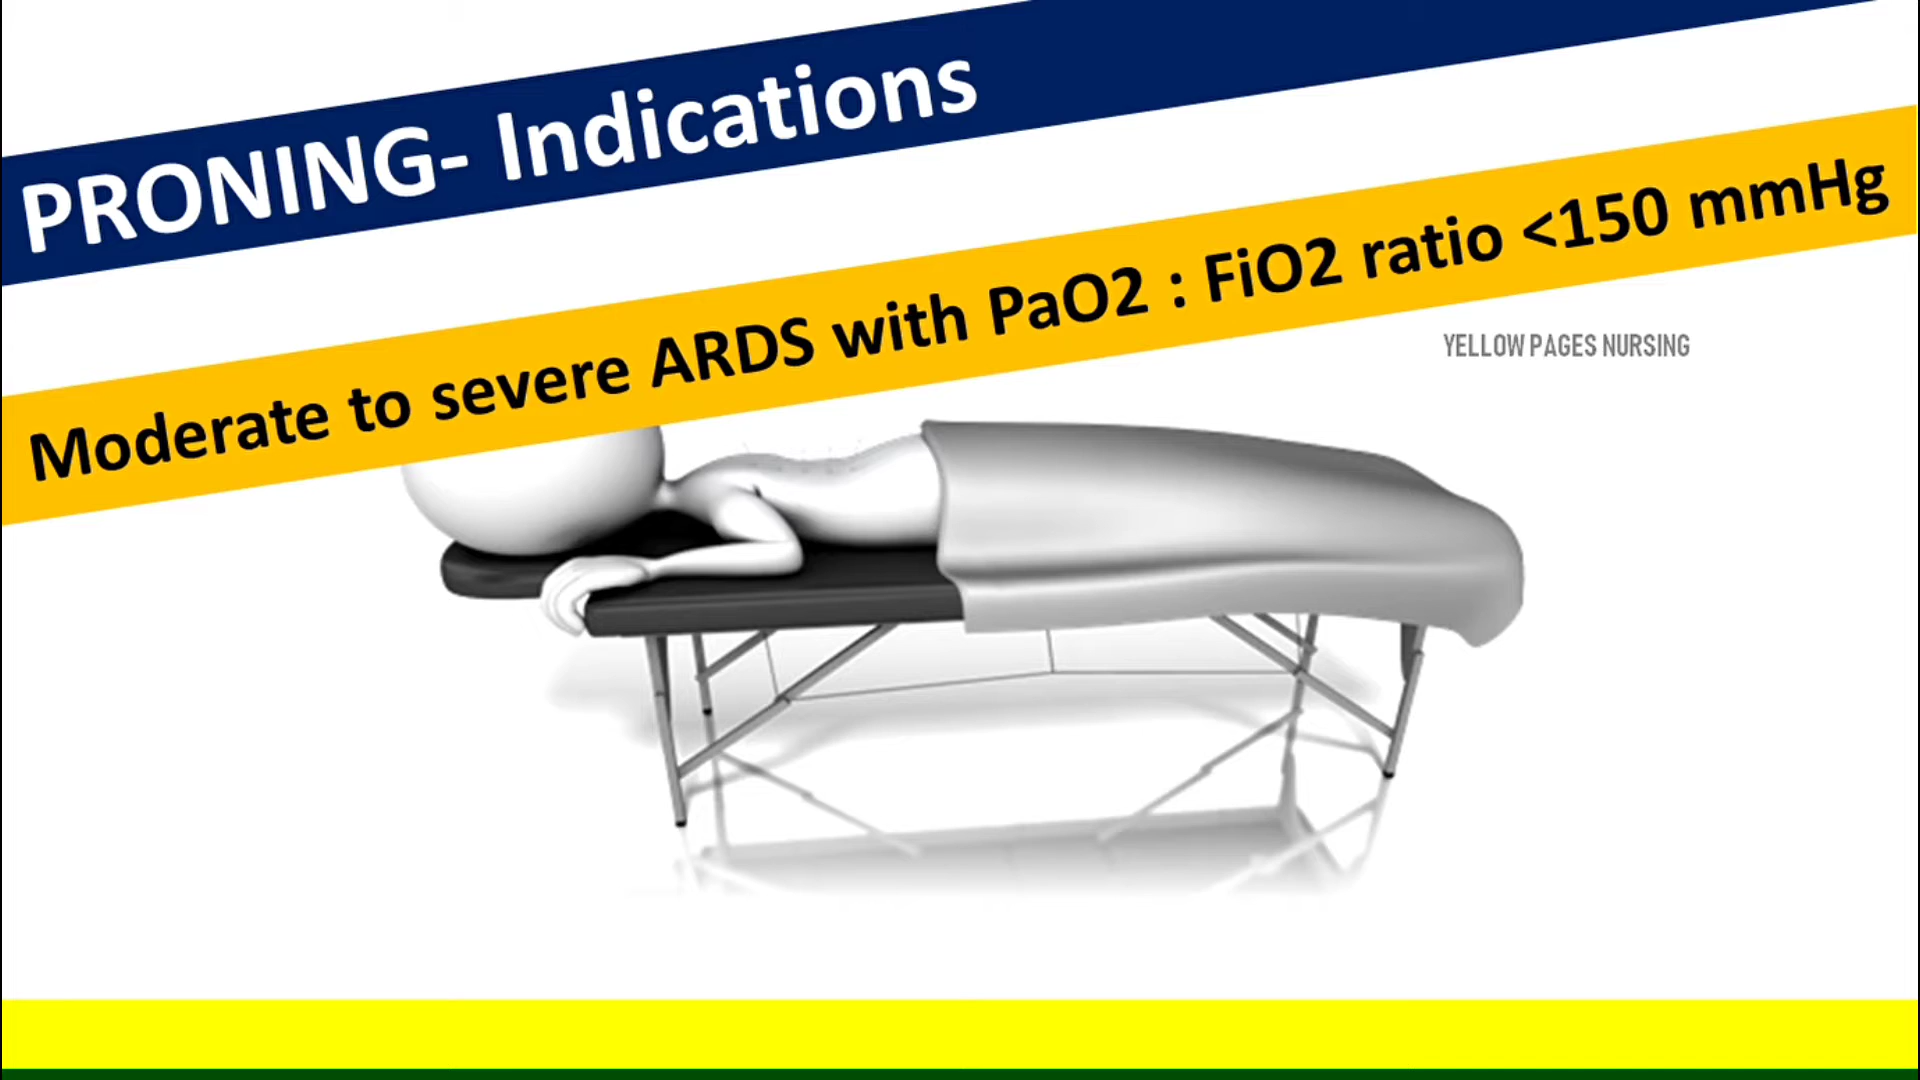 PRONING- Indications
Moderate to severe ARDS with PaO2 : FiO2 ratio <150 mmHg
YELLOW PAGES NURSING